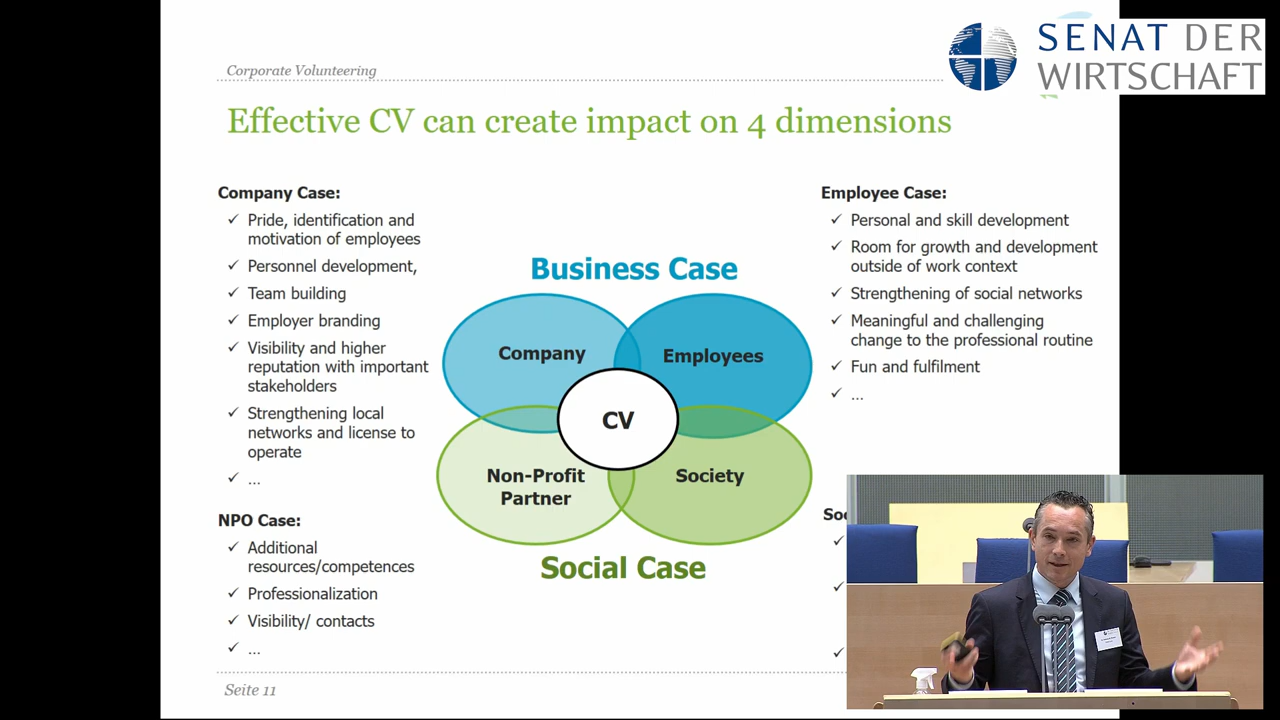 SENAT DER
WIRTSCHAFT
Corporate Volunteering
Effective CV can create impact on 4 dimensions
Company Case:
✓ Pride, identification and
motivation of employees
✓ Personnel development,
✓ Team building
✓ Employer branding
✓ Visibility and higher
reputation with important
stakeholders
✓ Strengthening local
networks and license to
operate
✓ ...
NPO Case:
✓ Additional
resources/competences
✓ Professionalization
✓ Visibility/ contacts
✓ ...
Business Case
Company
Employees
CV
Non-Profit
Partner
Society
Social Case
Employee Case:
✓ Personal and skill development
✓ Room for growth and development
outside of work context
✓ Strengthening of social networks
✓ Meaningful and challenging
change to the professional routine
✓ Fun and fulfilment
✓ ...
Soc
Seite 11